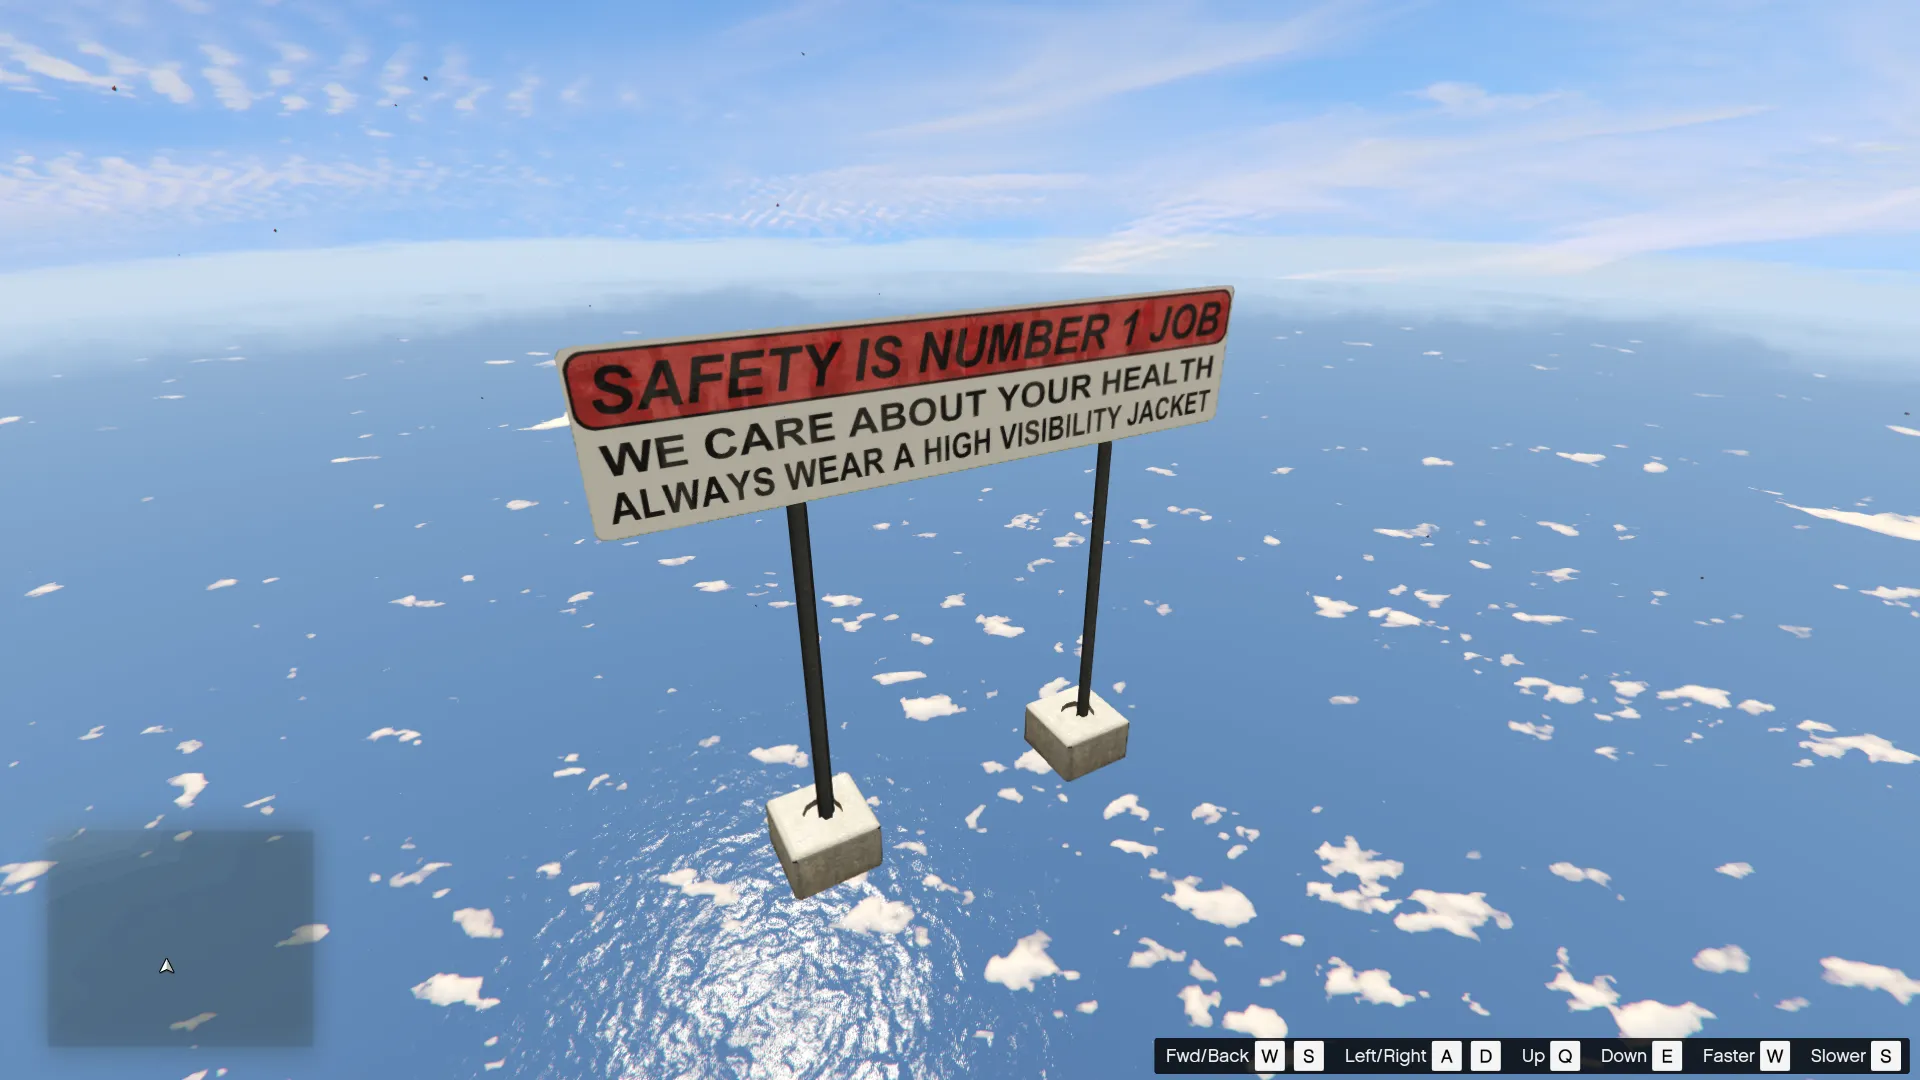 SAFETY IS NUMBER 1 JOB
WE CARE ABOUT YOUR HEALTH
ALWAYS WEAR A HIGH VISIBILITY JACKET
Fwd/Back W S Left/Right A D Up Q Down E Faster W Slower S